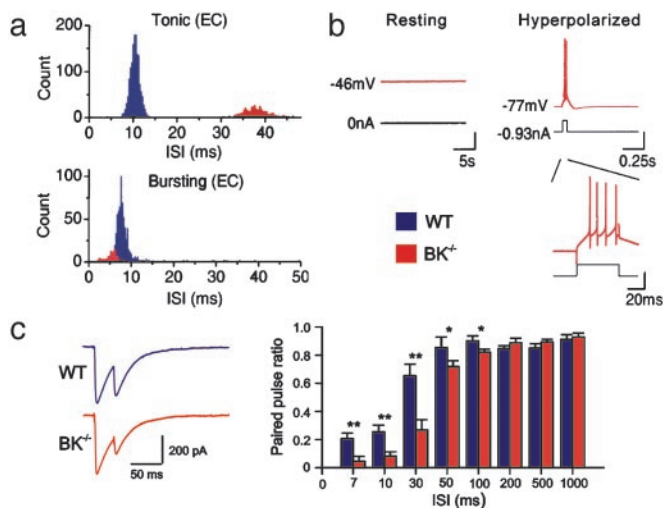 a
Tonic (EC)
Count
200
100
0
0 10 20 30 40 50
ISI (ms)
Bursting (EC)
Count
100
50
0
0 10 20 30 40 50
ISI (ms)
b
Resting
Hyperpolarized
-46mV
0nA
5s
-77mV
-0.93nA
0.25s
20ms
WT
BK-/-
c
WT
BK-/-
200 pA
50 ms
Paired pulse ratio
1.0
0.8
0.6
0.4
0.2
0
** ** ** * *
0 7 10 30 50 100 200 500 1000
ISI (ms)